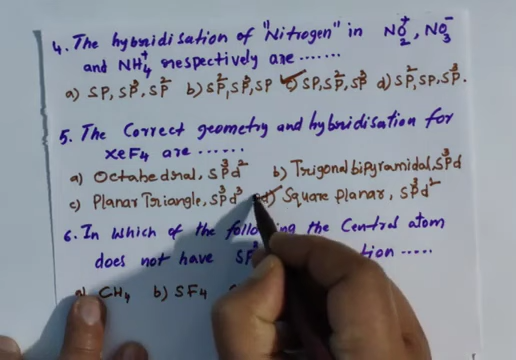 4. The hybridisation of "Nitrogen" in NO₂⁺, NO₃⁻
and NH₄⁺ respectively are .......
a) SP, SP³, SP² b) SP², SP³, SP c) SP, SP², SP³ d) SP², SP, SP³.
5. The Correct geometry and hybridisation for
XeF₄ are ......
a) Octahedral, SP³d² b) Trigonal bipyramidal, SP³d
c) Planar Triangle, SP³d³ d) Square planar, SP³d²
6. In which of the following the Central atom
does not have
a) CH₄ b) SF₄